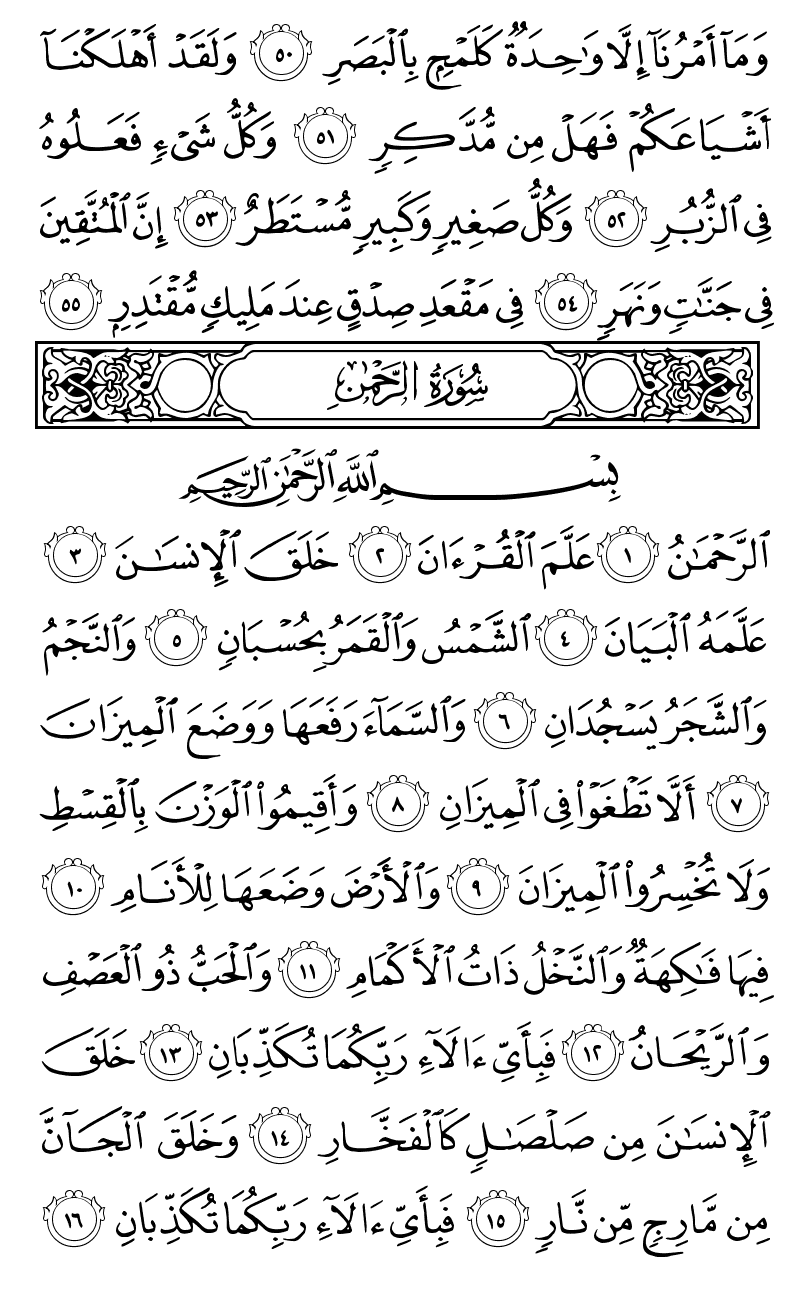 وَمَآ أَمْرُنَآ إِلَّا وَٰحِدَةٌ كَلَمْحٍۭ بِٱلْبَصَرِ ٥٠ وَلَقَدْ أَهْلَكْنَآ
أَشْيَاعَكُمْ فَهَلْ مِن مُّدَّكِرٍ ٥١ وَكُلُّ شَىْءٍ فَعَلُوهُ
فِى ٱلزُّبُرِ ٥٢ وَكُلُّ صَغِيرٍ وَكَبِيرٍ مُّسْتَطَرٌ ٥٣ إِنَّ ٱلْمُتَّقِينَ
فِى جَنَّٰتٍ وَنَهَرٍ ٥٤ فِى مَقْعَدِ صِدْقٍ عِندَ مَلِيكٍ مُّقْتَدِرٍۭ ٥٥
سُورَةُ الرَّحْمَٰنِ
بِسْمِ ٱللَّهِ ٱلرَّحْمَٰنِ ٱلرَّحِيمِ
ٱلرَّحْمَٰنُ ١ عَلَّمَ ٱلْقُرْءَانَ ٢ خَلَقَ ٱلْإِنسَٰنَ ٣
عَلَّمَهُ ٱلْبَيَانَ ٤ ٱلشَّمْسُ وَٱلْقَمَرُ بِحُسْبَانٍ ٥ وَٱلنَّجْمُ
وَٱلشَّجَرُ يَسْجُدَانِ ٦ وَٱلسَّمَآءَ رَفَعَهَا وَوَضَعَ ٱلْمِيزَانَ
٧ أَلَّا تَطْغَوْا۟ فِى ٱلْمِيزَانِ ٨ وَأَقِيمُوا۟ ٱلْوَزْنَ بِٱلْقِسْطِ
وَلَا تُخْسِرُوا۟ ٱلْمِيزَانَ ٩ وَٱلْأَرْضَ وَضَعَهَا لِلْأَنَامِ ١٠
فِيهَا فَٰكِهَةٌ وَٱلنَّخْلُ ذَاتُ ٱلْأَكْمَامِ ١١ وَٱلْحَبُّ ذُو ٱلْعَصْفِ
وَٱلرَّيْحَانُ ١٢ فَبِأَىِّ ءَالَآءِ رَبِّكُمَا تُكَذِّبَانِ ١٣ خَلَقَ
ٱلْإِنسَٰنَ مِن صَلْصَٰلٍ كَٱلْفَخَّارِ ١٤ وَخَلَقَ ٱلْجَآنَّ
مِن مَّارِجٍ مِّن نَّارٍ ١٥ فَبِأَىِّ ءَالَآءِ رَبِّكُمَا تُكَذِّبَانِ ١٦